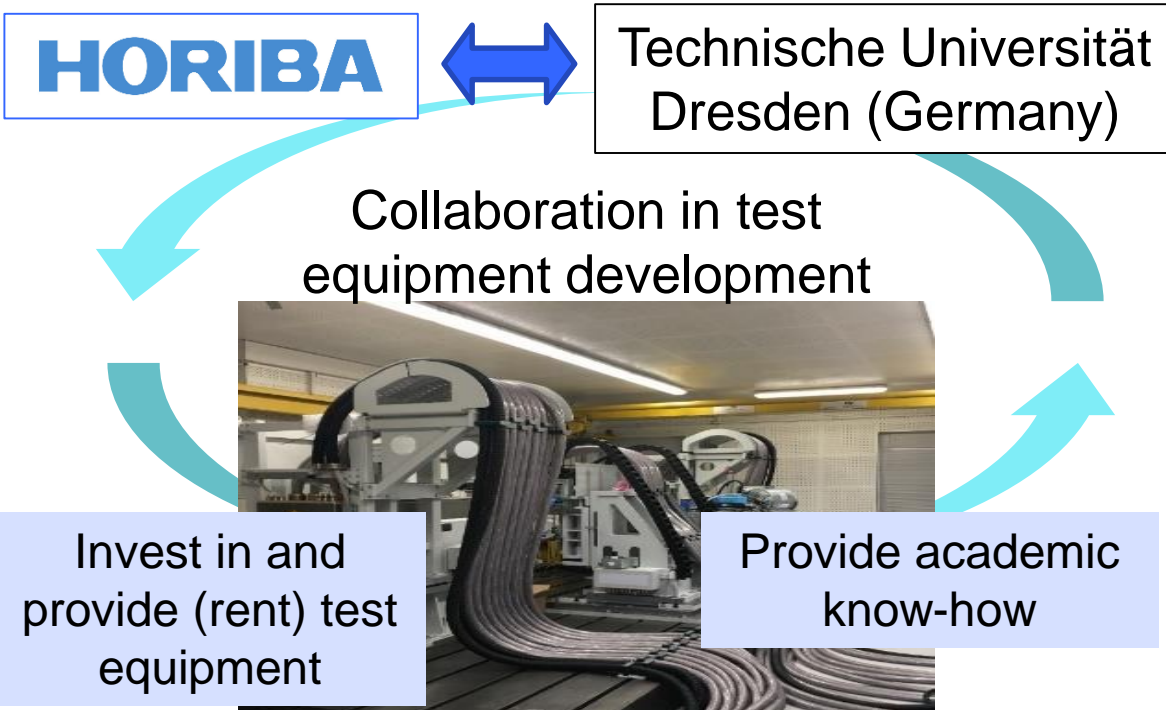 HORIBA
Technische Universität
Dresden (Germany)
Collaboration in test
equipment development
Invest in and
provide (rent) test
equipment
Provide academic
know-how